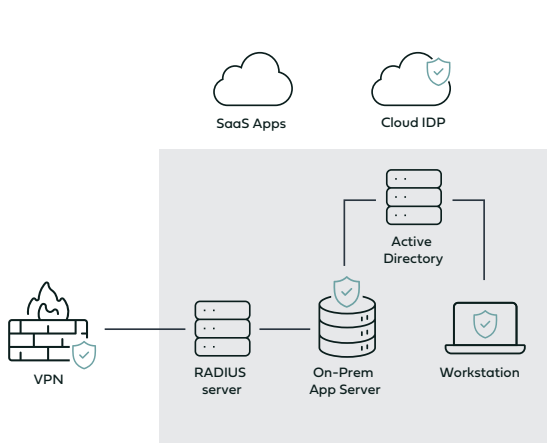 SaaS Apps
Cloud IDP
Active
Directory
VPN
RADIUS
server
On-Prem
App Server
Workstation